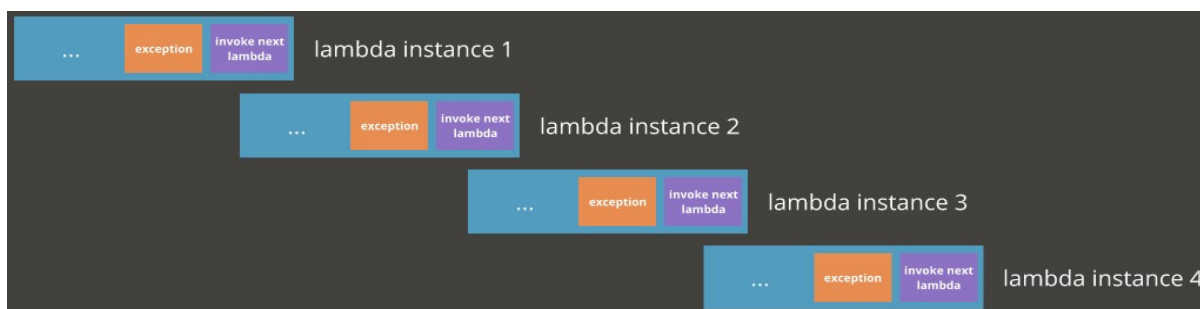 ...
exception
invoke next
lambda
lambda instance 1
...
exception
invoke next
lambda
lambda instance 2
...
exception
invoke next
lambda
lambda instance 3
...
exception
invoke next
lambda
lambda instance 4